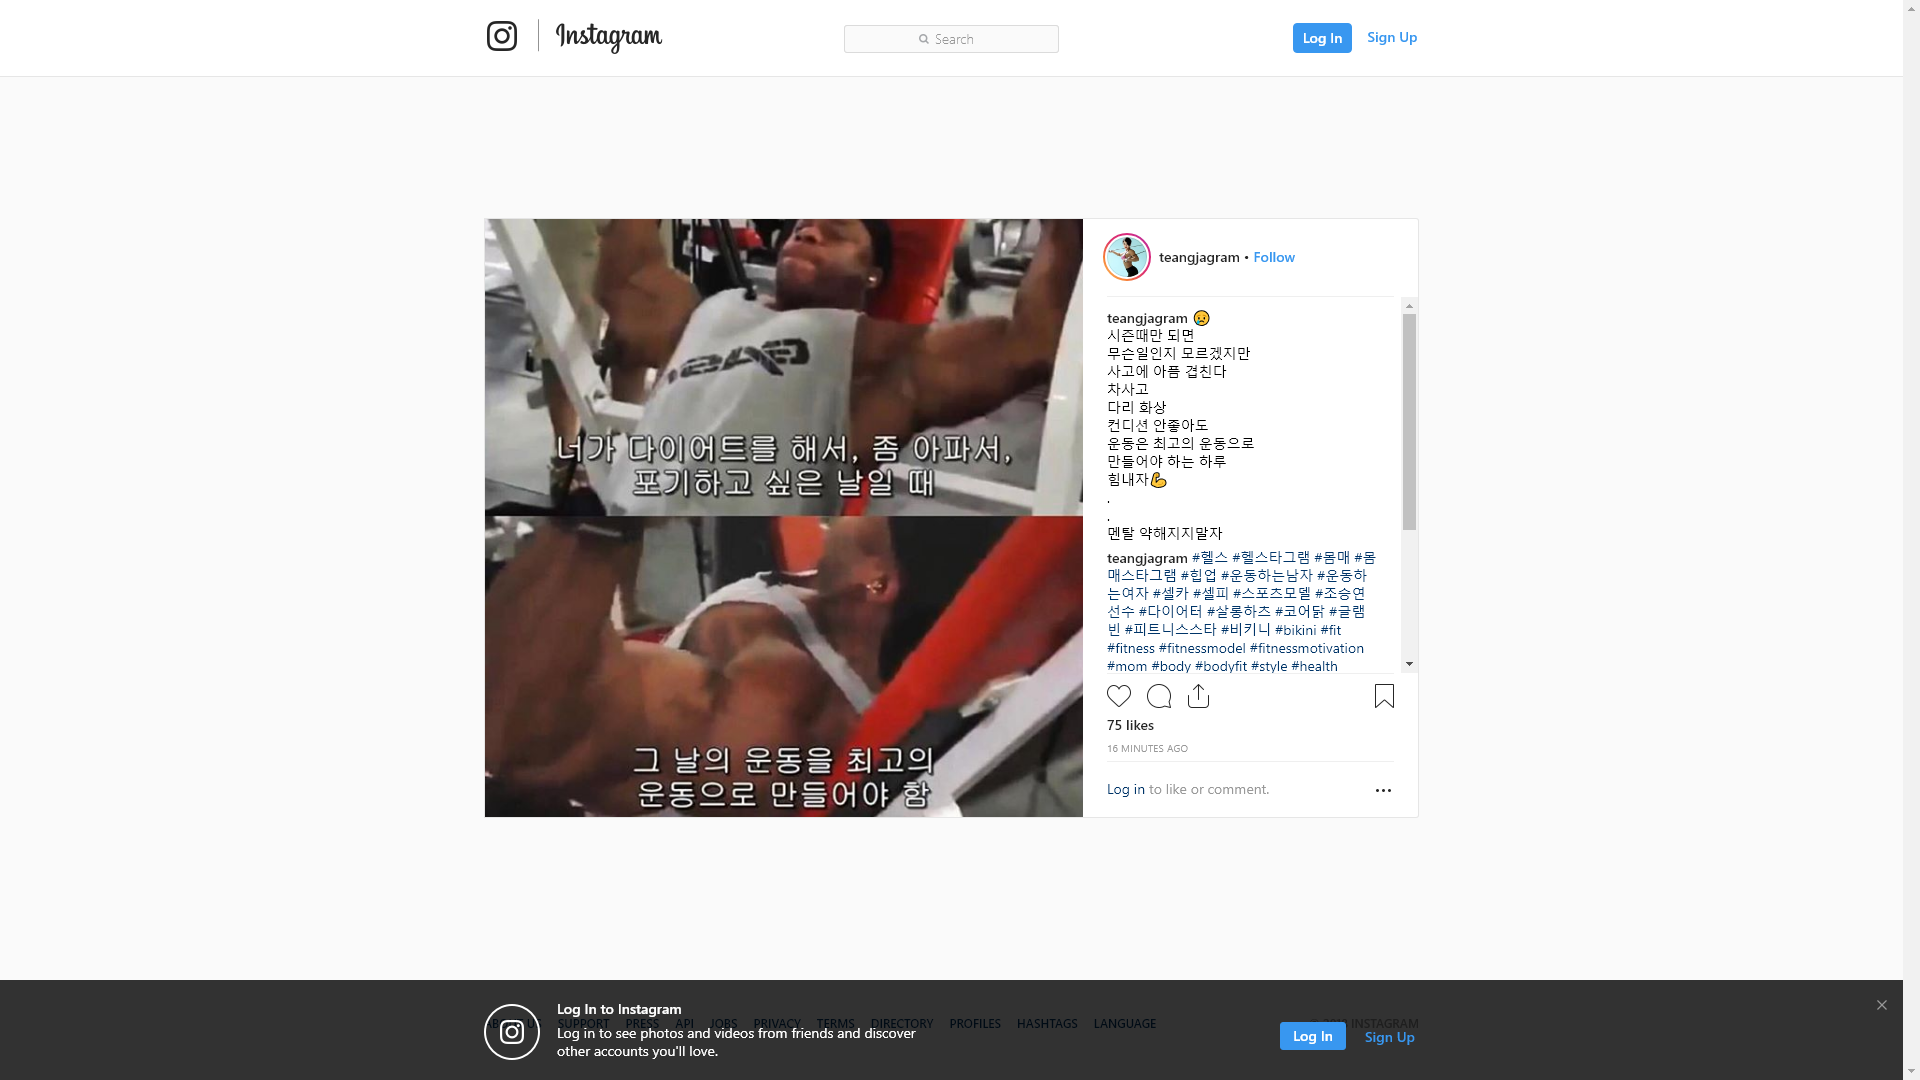 Instagram
Search
Log In
Sign Up
너가 다이어트를 해서, 좀 아파서,
포기하고 싶은 날일 때
그 날의 운동을 최고의
운동으로 만들어야 함
teangjagram • Follow
teangjagram 😢
시즌때만 되면
무슨일인지 모르겠지만
사고에 아픔 겹친다
차사고
다리 화상
컨디션 안좋아도
운동은 최고의 운동으로
만들어야 하는 하루
힘내자💪
.
.
멘탈 약해지지말자
teangjagram #헬스 #헬스타그램 #몸매 #몸
매스타그램 #힙업 #운동하는남자 #운동하
는여자 #셀카 #셀피 #스포츠모델 #조승연
선수 #다이어터 #살롱하츠 #코어닭 #글램
빈 #피트니스스타 #비키니 #bikini #fit
#fitness #fitnessmodel #fitnessmotivation
#mom #body #bodyfit #style #health
75 likes
16 MINUTES AGO
Log in to like or comment.
Log In to Instagram
SUPPORT PRESS API JOBS PRIVACY TERMS DIRECTORY PROFILES HASHTAGS LANGUAGE
INSTAGRAM
Log in to see photos and videos from friends and discover
other accounts you'll love.
Log In
Sign Up